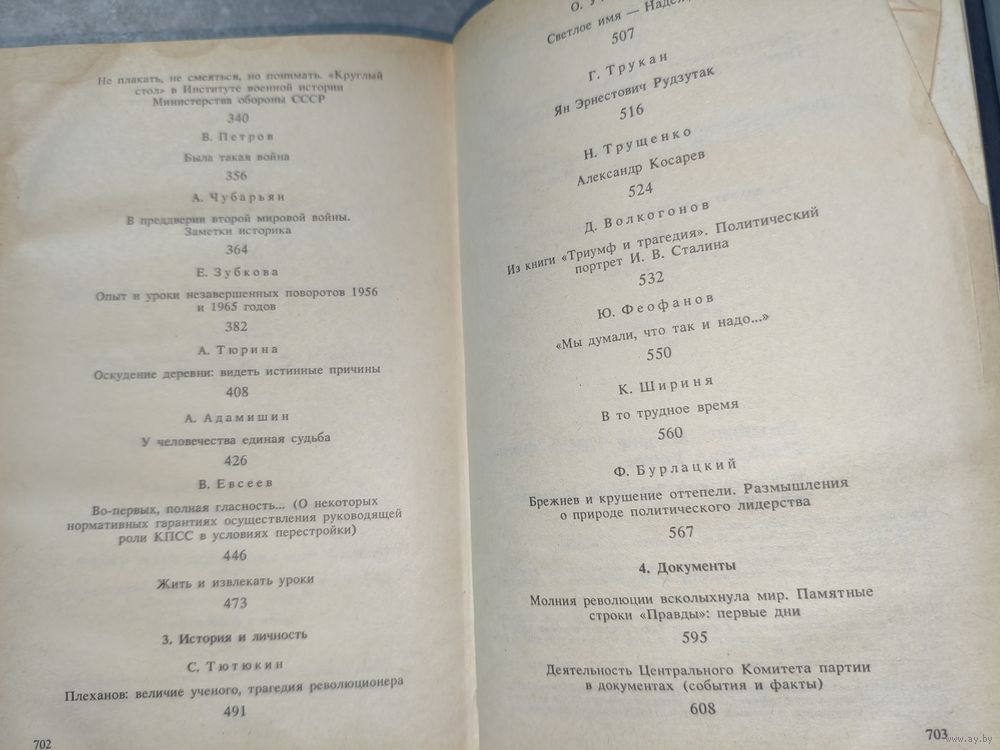 Не плакать, не смеяться, но понимать. «Круглый
стол» в Институте военной истории
Министерства обороны СССР
340
В. Петров
Была такая война
356
А. Чубарьян
В преддверии второй мировой войны.
Заметки историка
364
Е. Зубкова
Опыт и уроки незавершенных поворотов 1956
и 1965 годов
382
А. Тюрина
Оскудение деревни: видеть истинные причины
408
А. Адамишин
У человечества единая судьба
426
В. Евсеев
Во-первых, полная гласность... (О некоторых
нормативных гарантиях осуществления руководящей
роли КПСС в условиях перестройки)
446
Жить и извлекать уроки
473
3. История и личность
С. Тютюкин
Плеханов: величие ученого, трагедия революционера
491
702
О.
Светлое имя —
507
Г. Трукан
Ян Эрнестович Рудзутак
516
Н. Трущенко
Александр Косарев
524
Д. Волкогонов
Из книги «Триумф и трагедия». Политический
портрет И. В. Сталина
532
Ю. Феофанов
«Мы думали, что так и надо...»
550
К. Шириня
В то трудное время
560
Ф. Бурлацкий
Брежнев и крушение оттепели. Размышления
о природе политического лидерства
567
4. Документы
Молния революции всколыхнула мир. Памятные
строки «Правды»: первые дни
595
Деятельность Центрального Комитета партии
в документах (события и факты)
608
703
www.ay.by